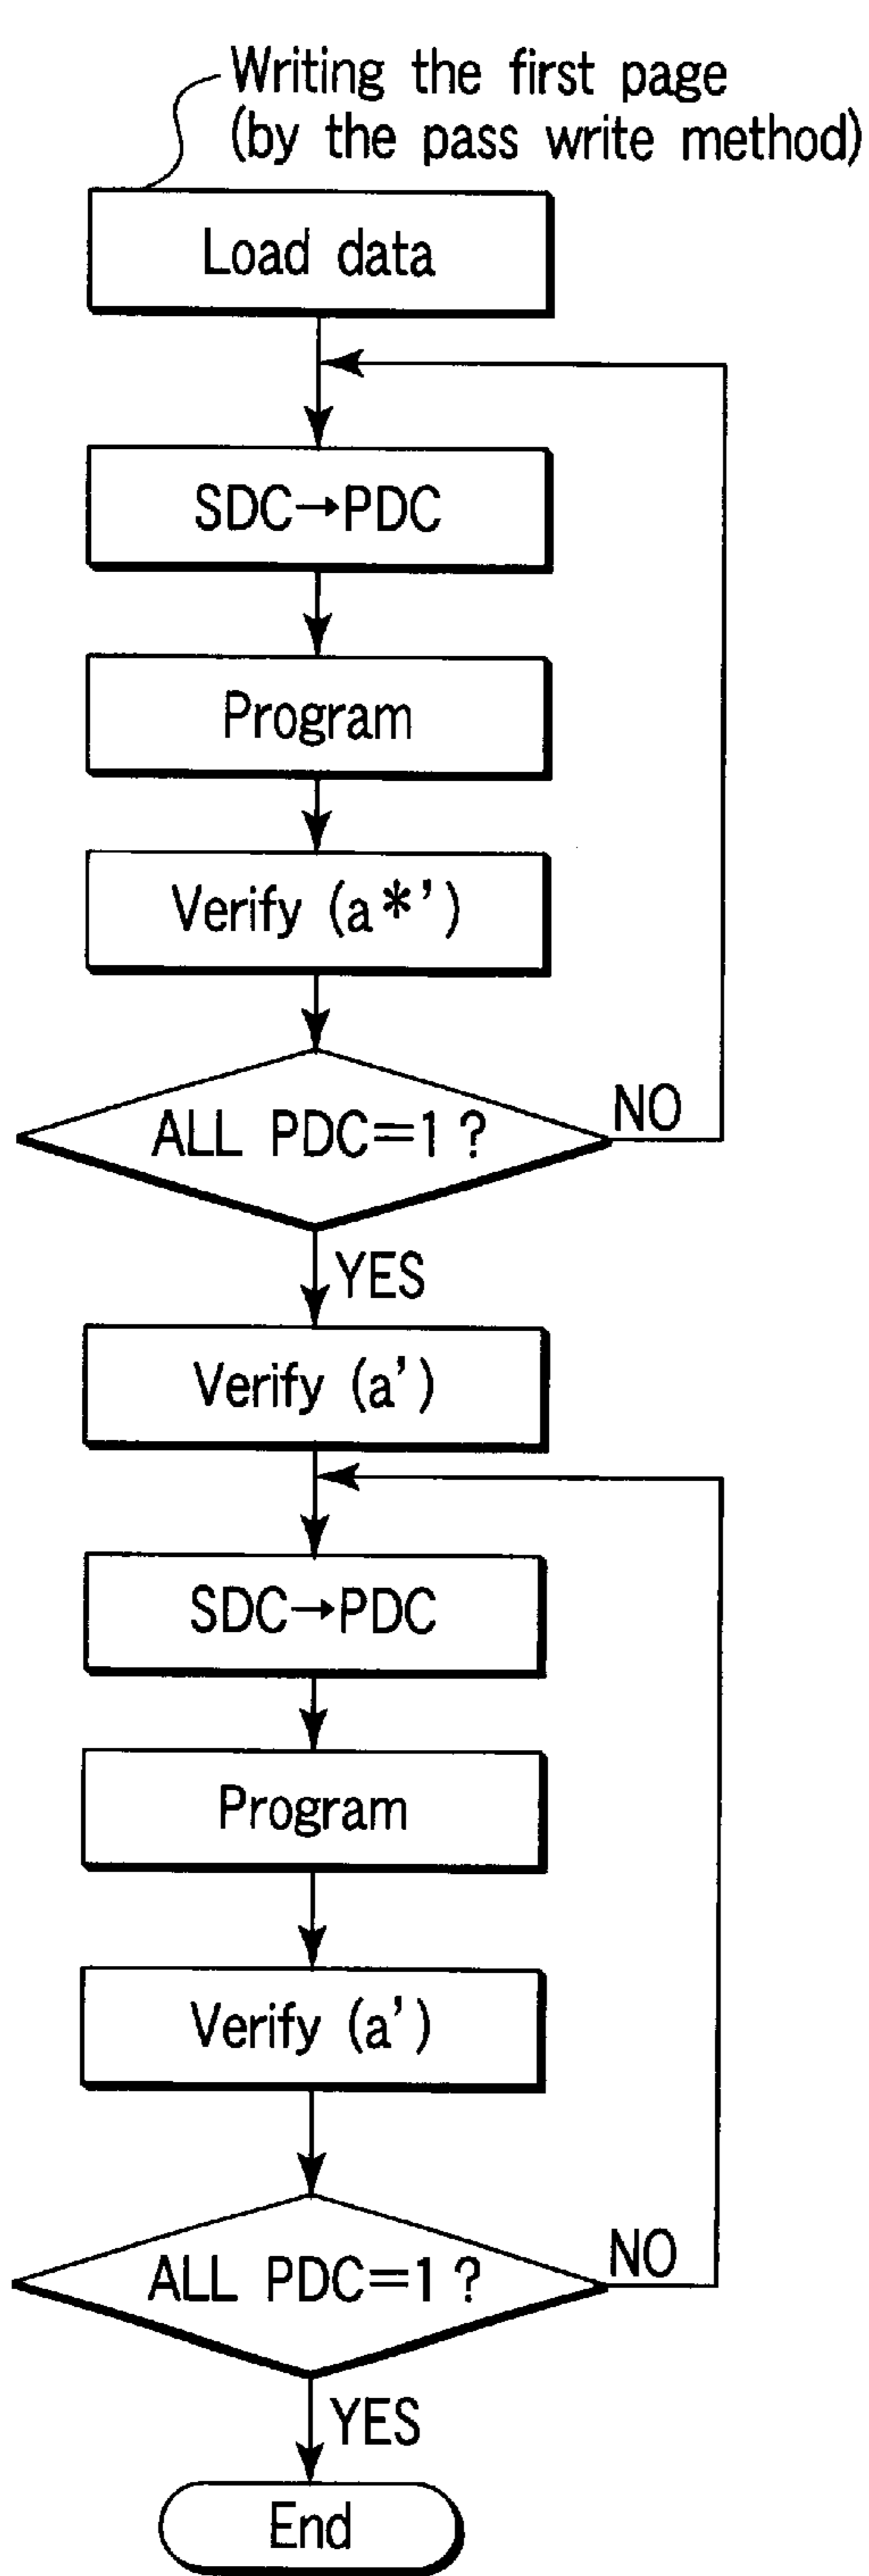 Writing the first page
(by the pass write method)
Load data
SDC→PDC
Program
Verify (a*')
ALL PDC=1 ?
NO
YES
Verify (a')
SDC→PDC
Program
Verify (a')
ALL PDC=1 ?
NO
YES
End